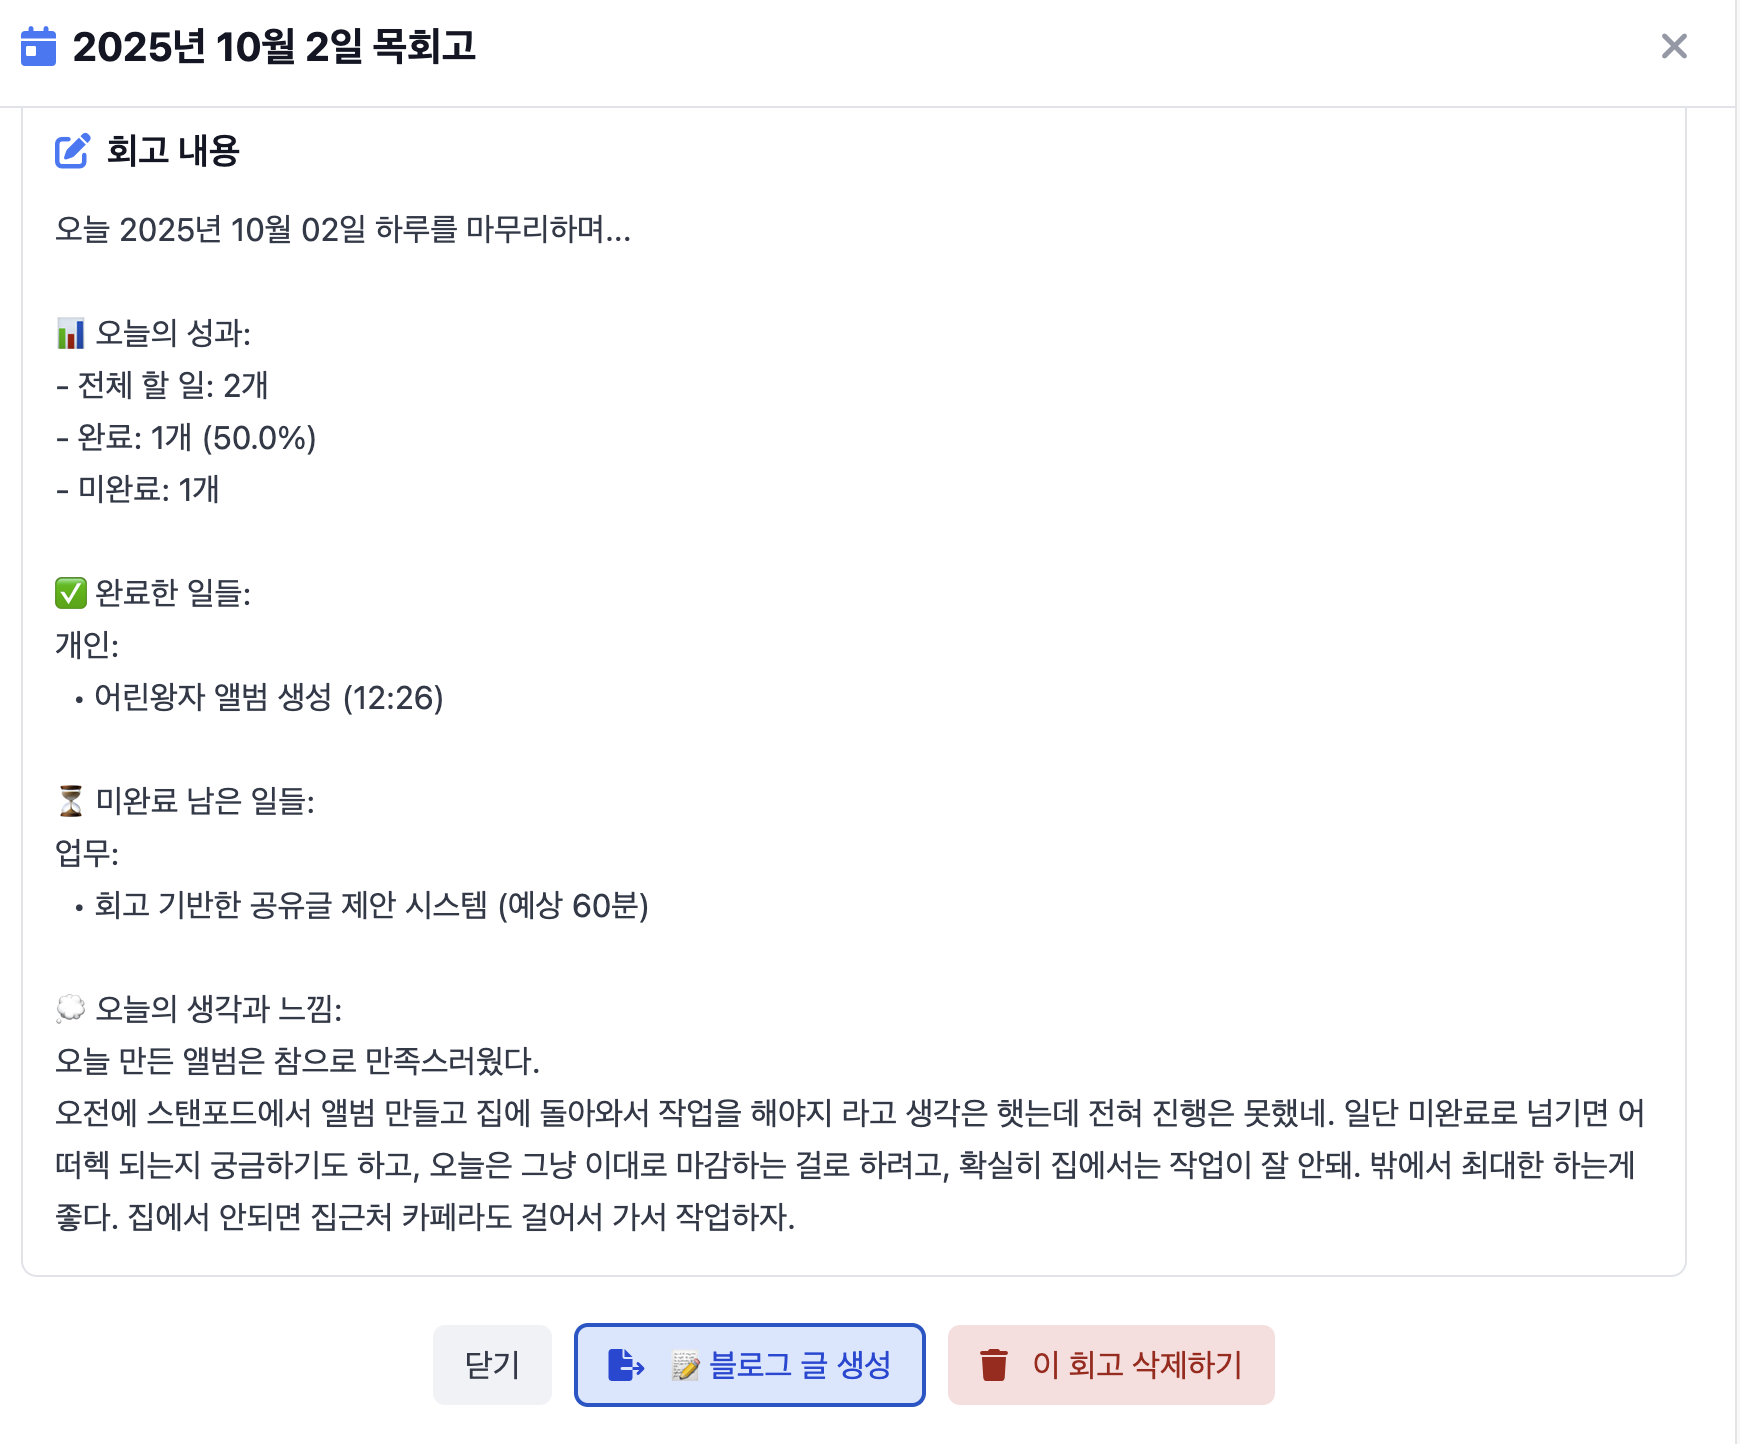 2025년 10월 2일 목회고
회고 내용
오늘 2025년 10월 02일 하루를 마무리하며...
📊 오늘의 성과:
- 전체 할 일: 2개
- 완료: 1개 (50.0%)
- 미완료: 1개
✅ 완료한 일들:
개인:
• 어린왕자 앨범 생성 (12:26)
⏳ 미완료 남은 일들:
업무:
• 회고 기반한 공유글 제안 시스템 (예상 60분)
💭 오늘의 생각과 느낌:
오늘 만든 앨범은 참으로 만족스러웠다.
오전에 스탠포드에서 앨범 만들고 집에 돌아와서 작업을 해야지 라고 생각은 햇는데 전혀 진행은 못했네. 일단 미완료로 넘기면 어
떠헥 되는지 궁금하기도 하고, 오늘은 그냥 이대로 마감하는 걸로 하려고, 확실히 집에서는 작업이 잘 안돼. 밖에서 최대한 하는게
좋다. 집에서 안되면 집근처 카페라도 걸어서 가서 작업하자.
닫기
📝 블로그 글 생성
이 회고 삭제하기